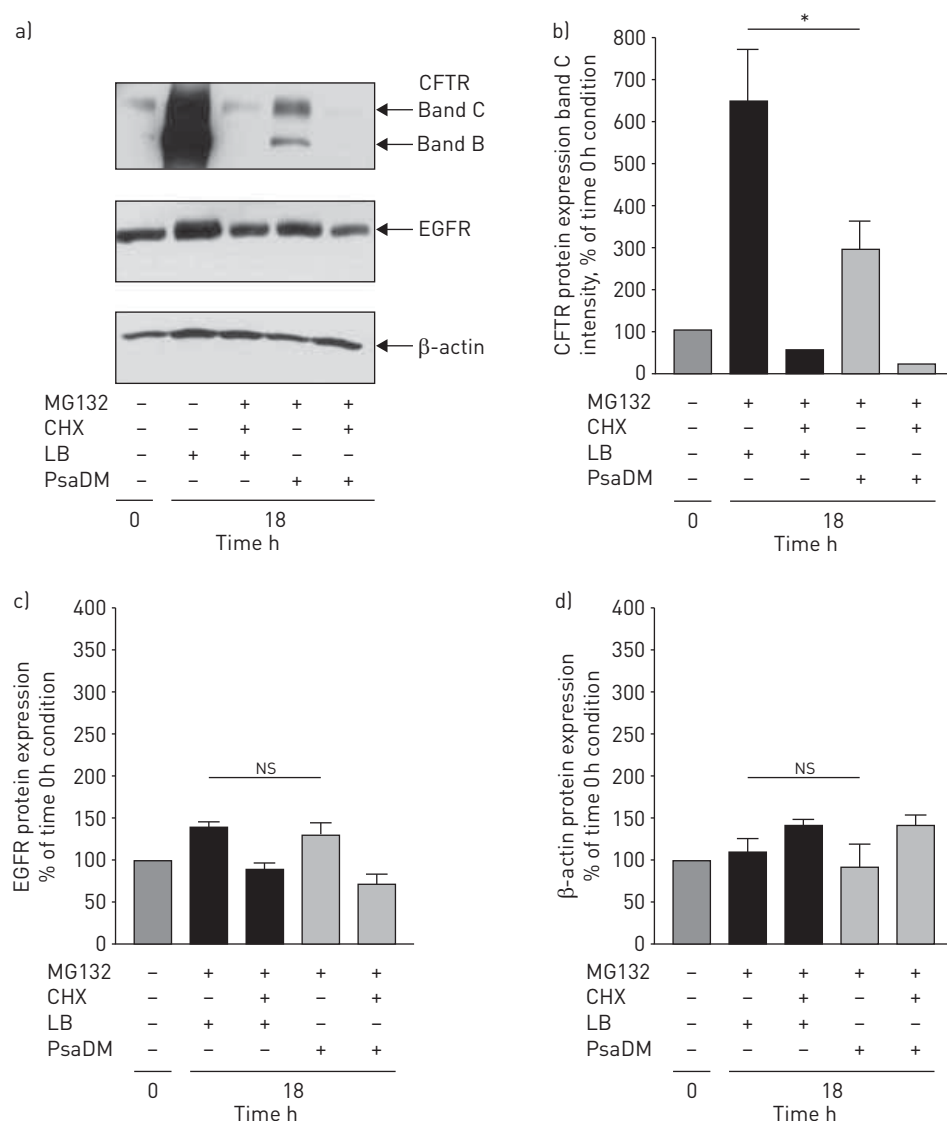 a)
CFTR
Band C
Band B
EGFR
β-actin
MG132 – – + + +
CHX – – + – +
LB – + + – –
PsaDM – – – + +
0 18
Time h
b)
CFTR protein expression band C
intensity, % of time 0 h condition
800
700
600
500
400
300
200
100
0
*
MG132 – + + + +
CHX – – + – +
LB – + + – –
PsaDM – – – + +
0 18
Time h
c)
EGFR protein expression
% of time 0 h condition
400
350
300
250
200
150
100
50
0
NS
MG132 – + + + +
CHX – – + – +
LB – + + – –
PsaDM – – – + +
0 18
Time h
d)
β-actin protein expression
% of time 0 h condition
400
350
300
250
200
150
100
50
0
NS
MG132 – + + + +
CHX – – + – +
LB – + + – –
PsaDM – – – + +
0 18
Time h